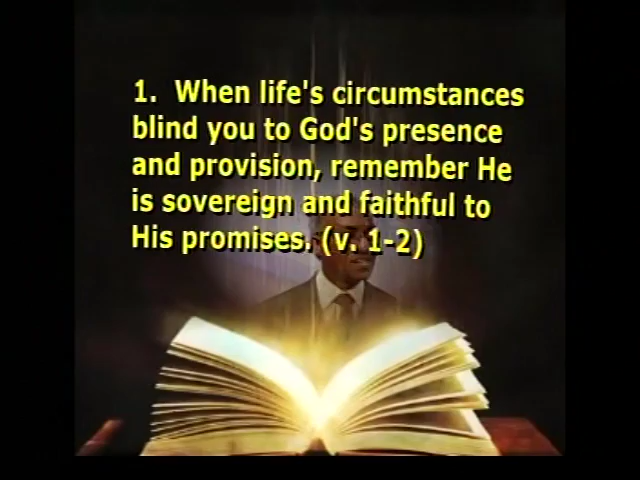 1. When life's circumstances
blind you to God's presence
and provision, remember He
is sovereign and faithful to
His promises. (v. 1-2)